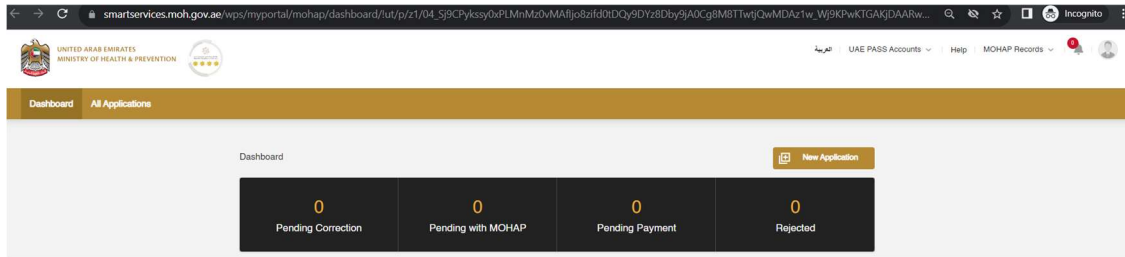 smartservices.moh.gov.ae/wps/myportal/mohap/dashboard/!ut/p/z1/04_Sj9CPykssy0xPLMnMz0vMAfIjo8zifd0tDQy9DYz8Dby9jA0Cg8M8TTwtjQwMDAz1w_Wj9KPwKTGAKjDAARw... Incognito
UNITED ARAB EMIRATES
MINISTRY OF HEALTH & PREVENTION
العربية UAE PASS Accounts Help MOHAP Records 0
Dashboard All Applications
Dashboard New Application
0 0 0 0
Pending Correction Pending with MOHAP Pending Payment Rejected